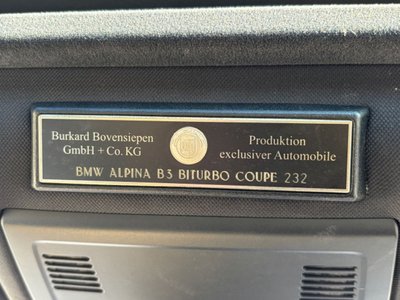 Burkard Bovensiepen
GmbH + Co. KG
Produktion
exclusiver Automobile
BMW ALPINA B3 BITURBO COUPE 232